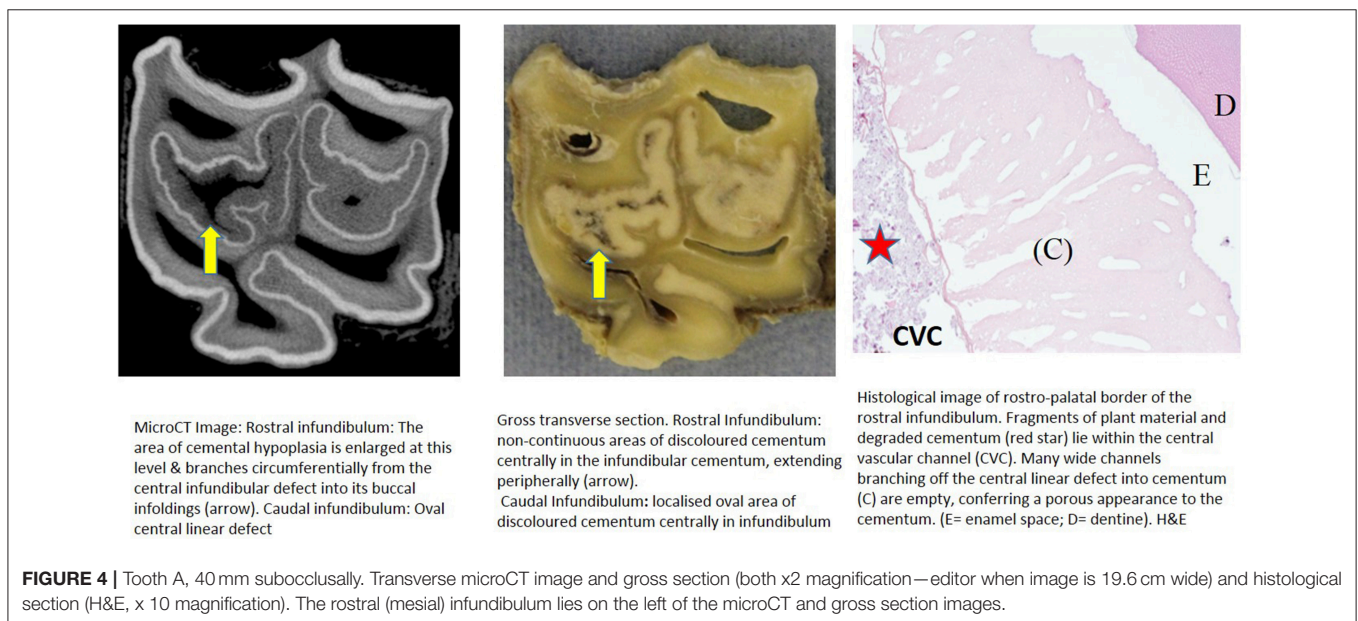 D
E
(C)
CVC
MicroCT Image: Rostral infundibulum: The
area of cemental hypoplasia is enlarged at this
level & branches circumferentially from the
central infundibular defect into its buccal
infoldings (arrow). Caudal infundibulum: Oval
central linear defect
Gross transverse section. Rostral Infundibulum:
non-continuous areas of discoloured cementum
centrally in the infundibular cementum, extending
peripherally (arrow).
Caudal Infundibulum: localised oval area of
discoloured cementum centrally in infundibulum
Histological image of rostro-palatal border of the
rostral infundibulum. Fragments of plant material and
degraded cementum (red star) lie within the central
vascular channel (CVC). Many wide channels
branching off the central linear defect into cementum
(C) are empty, conferring a porous appearance to the
cementum. (E= enamel space; D= dentine). H&E
FIGURE 4 | Tooth A, 40 mm subocclusally. Transverse microCT image and gross section (both x2 magnification—editor when image is 19.6 cm wide) and histological
section (H&E, x 10 magnification). The rostral (mesial) infundibulum lies on the left of the microCT and gross section images.